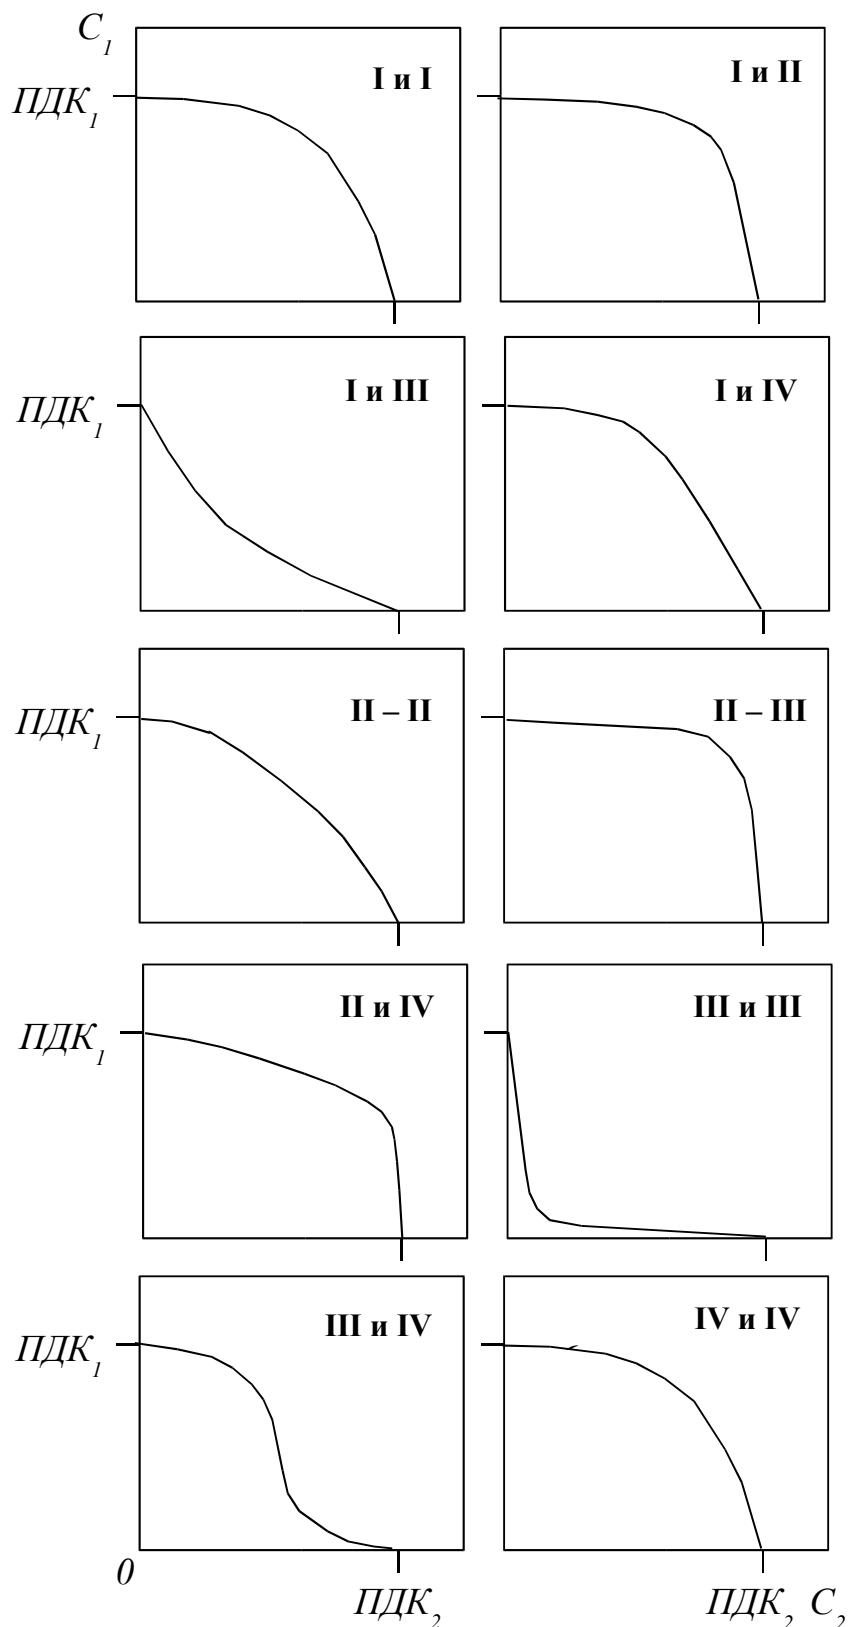 C₁
ПДК₁ I и I I и II
ПДК₁ I и III I и IV
ПДК₁ II – II II – III
ПДК₁ II и IV III и III
ПДК₁ III и IV IV и IV
0
ПДК₂ ПДК₂ C₂